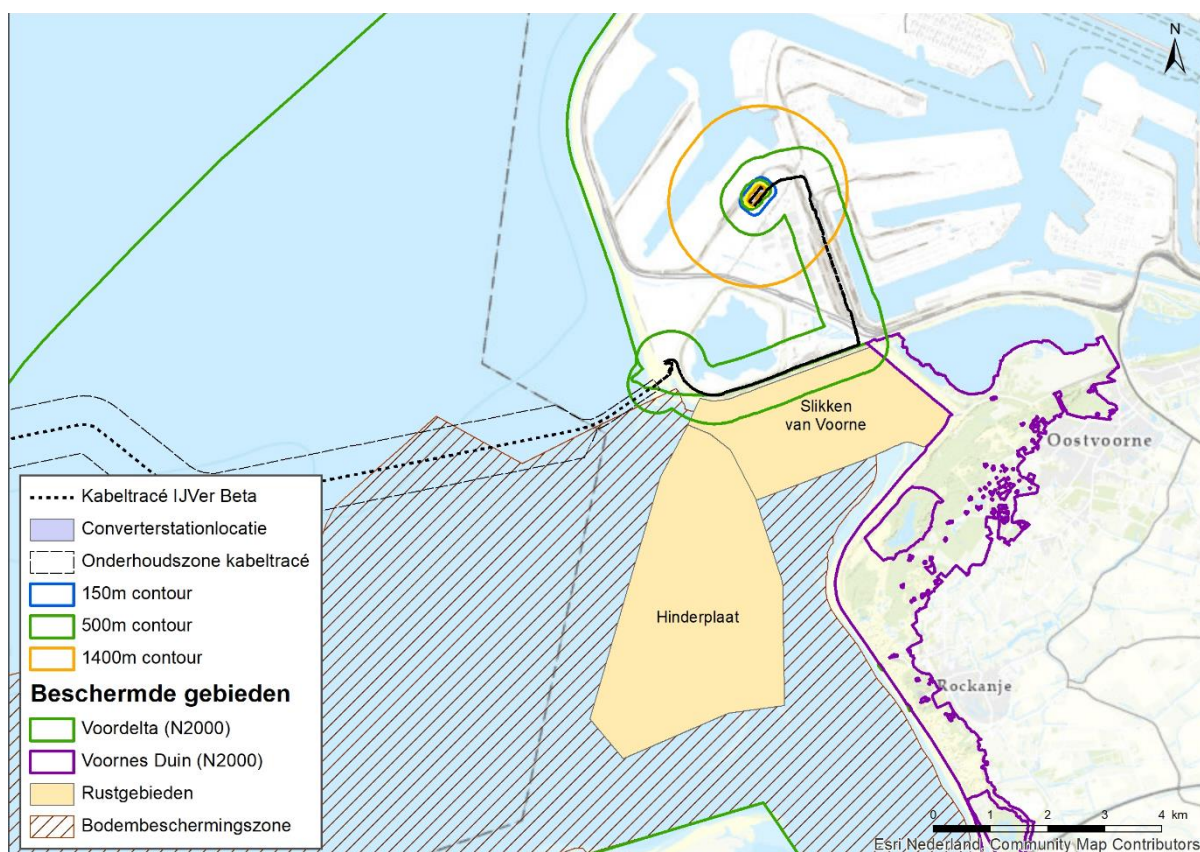 N
Slikken
van Voorne
Oostvoorne
Hinderplaat
Rockanje
Kabeltracé IJVer Beta
Converterstationlocatie
Onderhoudszone kabeltracé
150m contour
500m contour
1400m contour
Beschermde gebieden
Voordelta (N2000)
Voornes Duin (N2000)
Rustgebieden
Bodembeschermingszone
0 1 2 3 4 km
Esri Nederland, Community Map Contributors